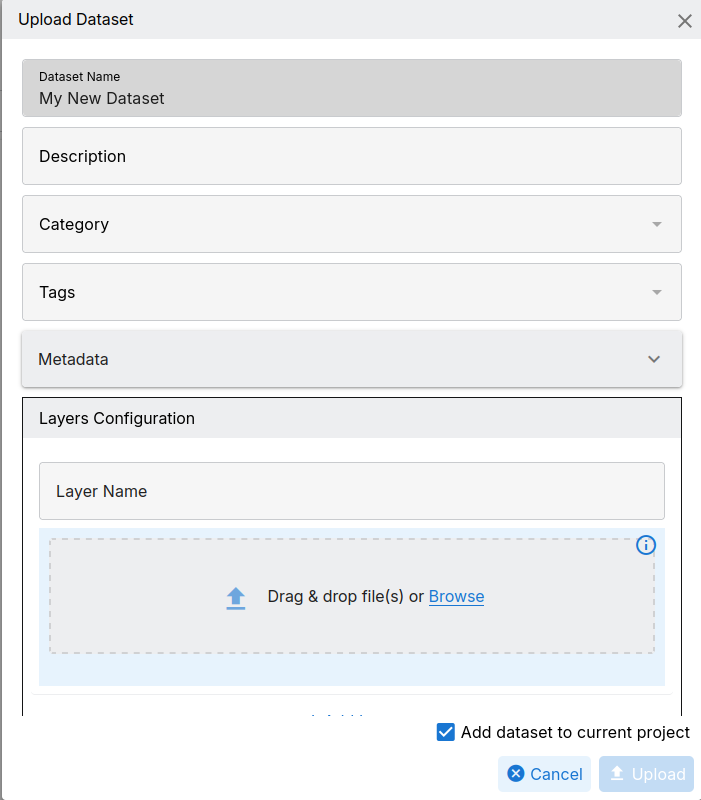 Upload Dataset
Dataset Name
My New Dataset
Description
Category
Tags
Metadata
Layers Configuration
Layer Name
Drag & drop file(s) or Browse
Add dataset to current project
Cancel
Upload